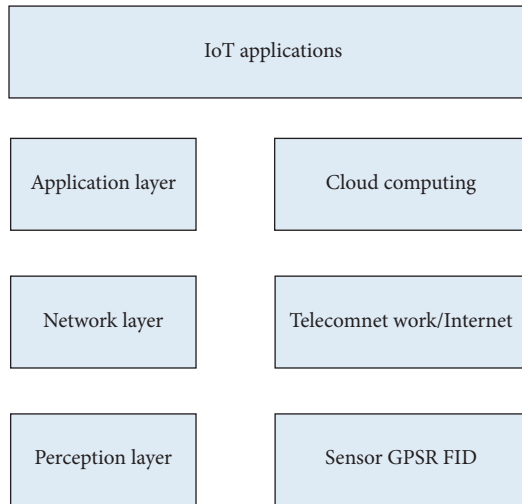 IoT applications
Application layer
Cloud computing
Network layer
Telecomnet work/Internet
Perception layer
Sensor GPSR FID